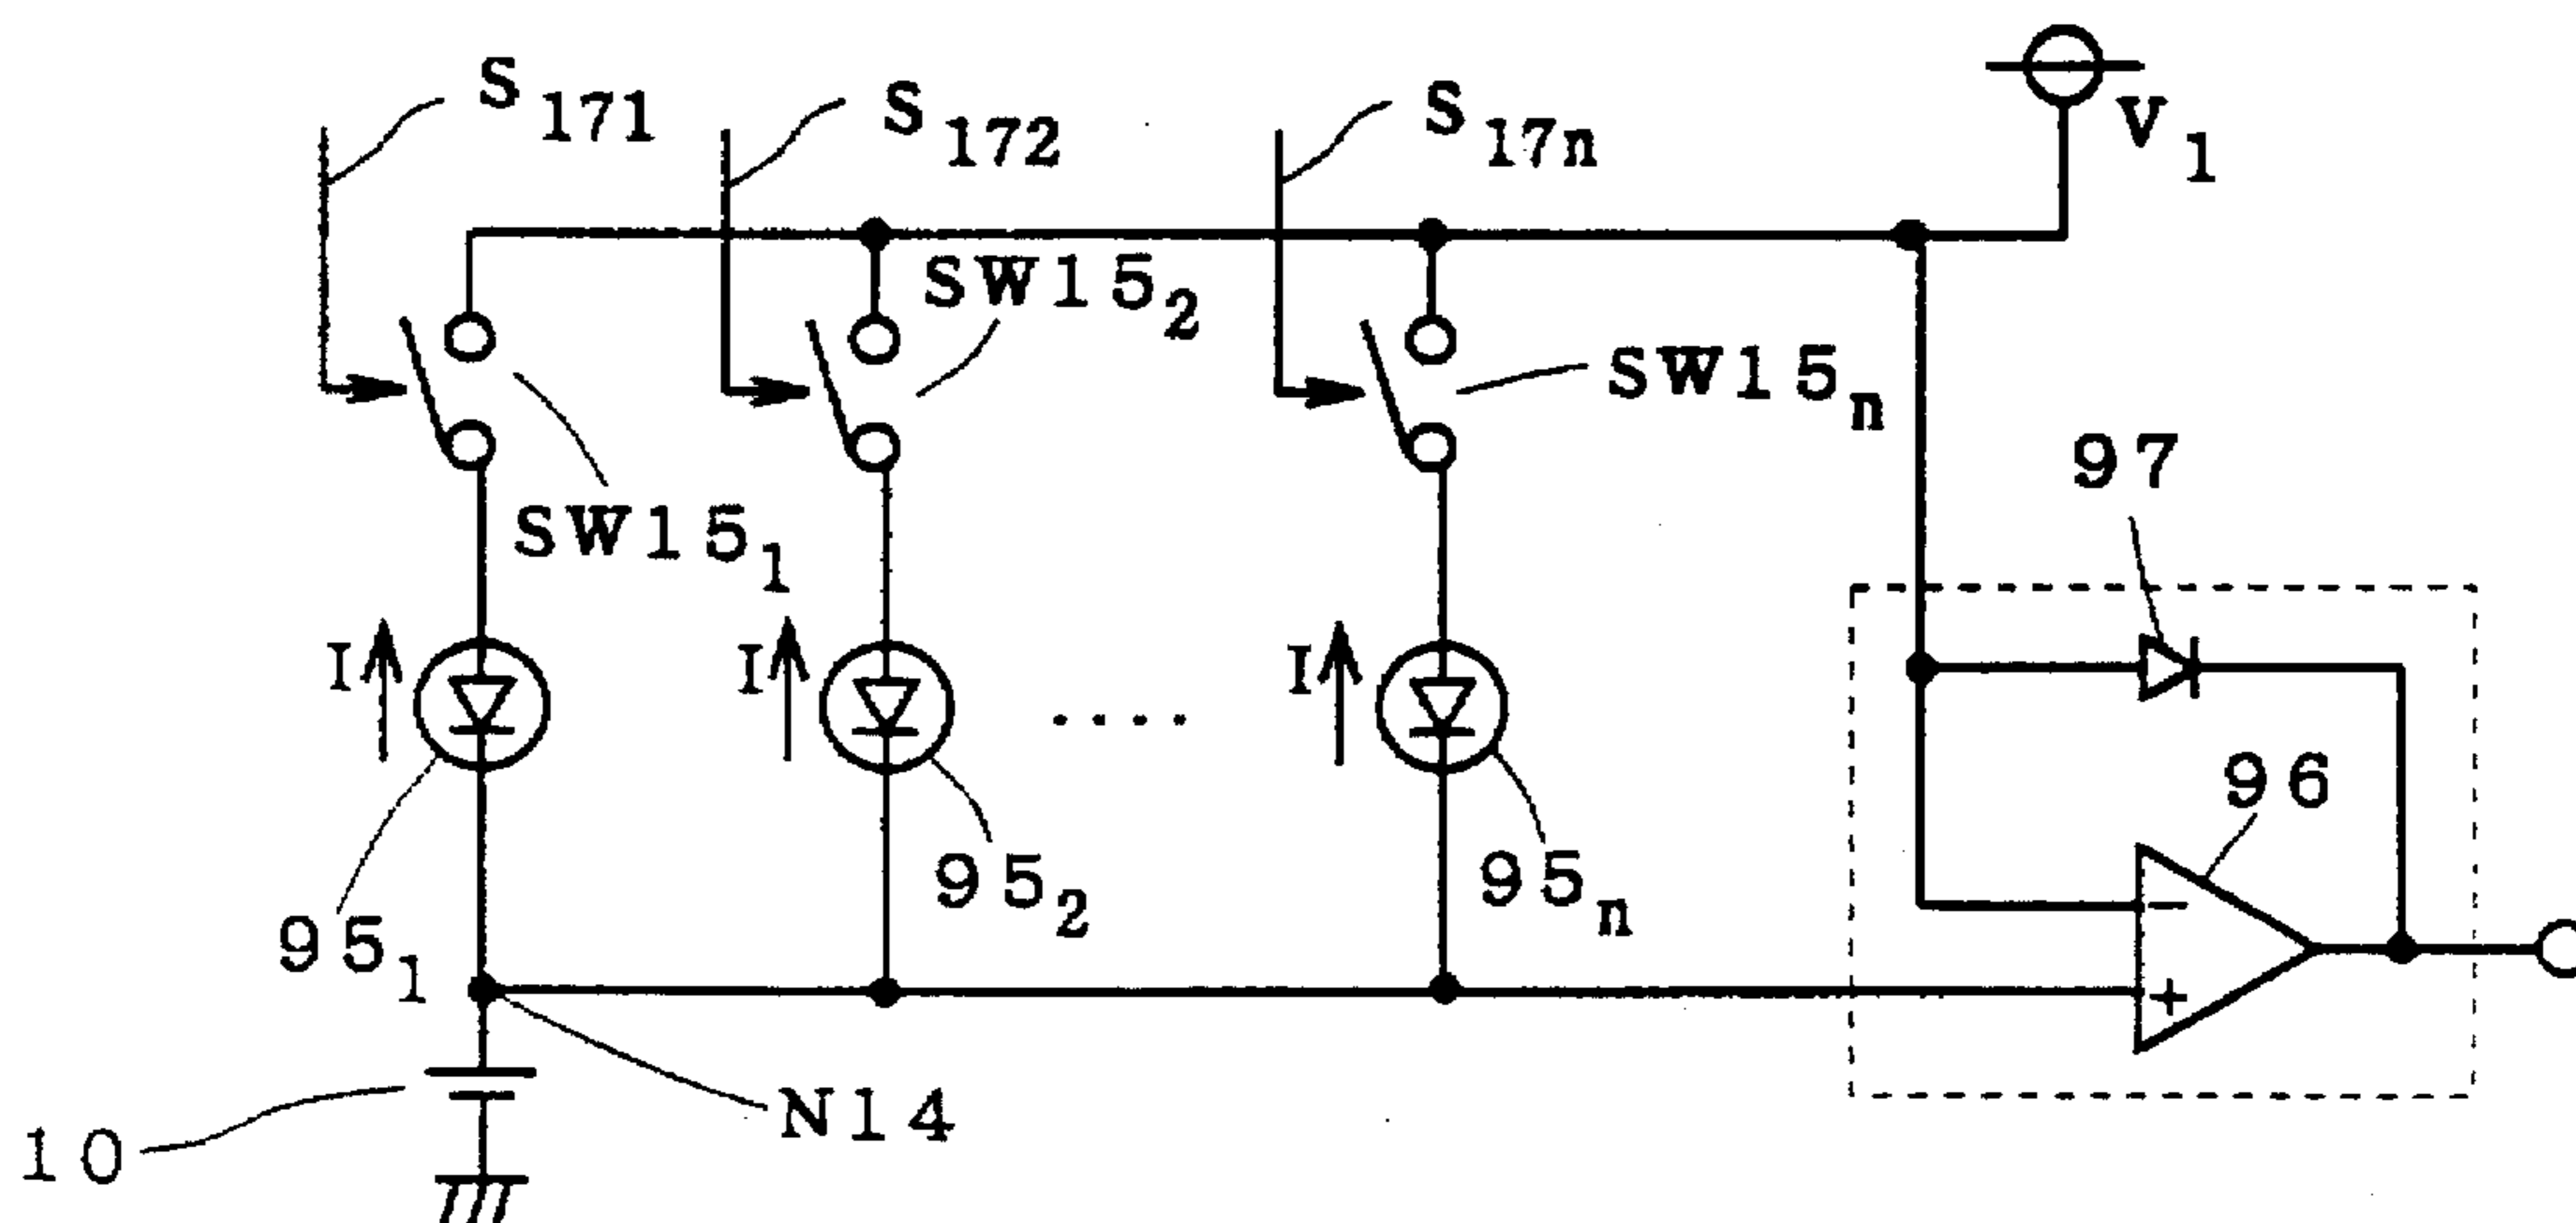 S171
S172
S17n
V1
SW152
SW15n
97
SW151
I
I
I
96
951
952
....
95n
-
+
N14
10